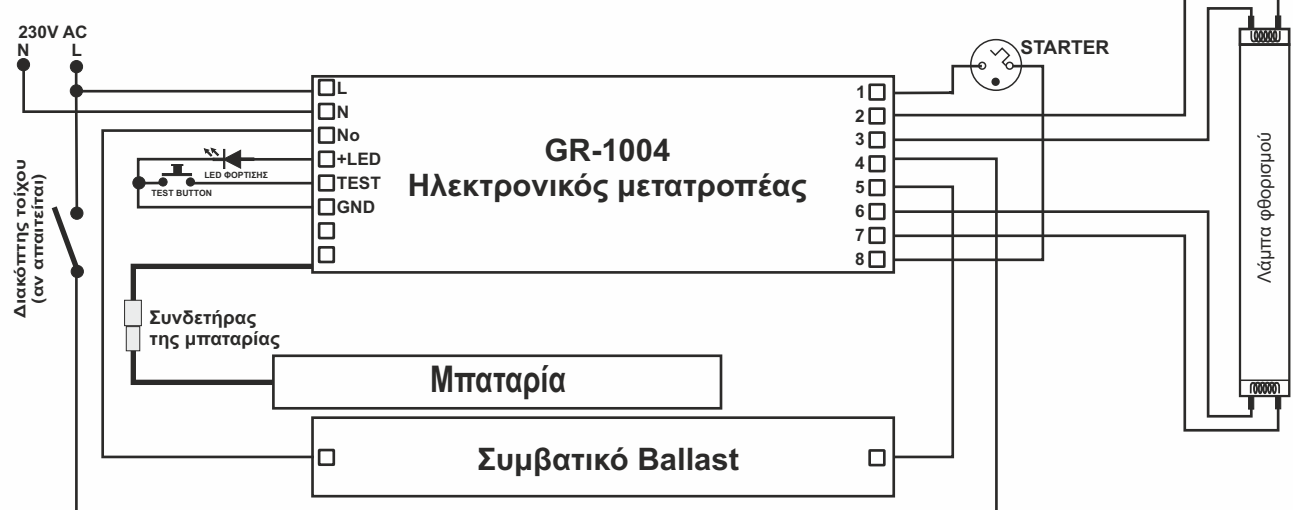 230V AC
N L
STARTER
L
N
No
+LED
TEST
GND
LED ΦΟΡΤΙΣΗΣ
TEST BUTTON
GR-1004
Ηλεκτρονικός μετατροπέας
1
2
3
4
5
6
7
8
Διακόπτης τοίχου
(αν απαιτείται)
Λάμπα φθορισμού
Συνδετήρας
της μπαταρίας
Μπαταρία
Συμβατικό Ballast